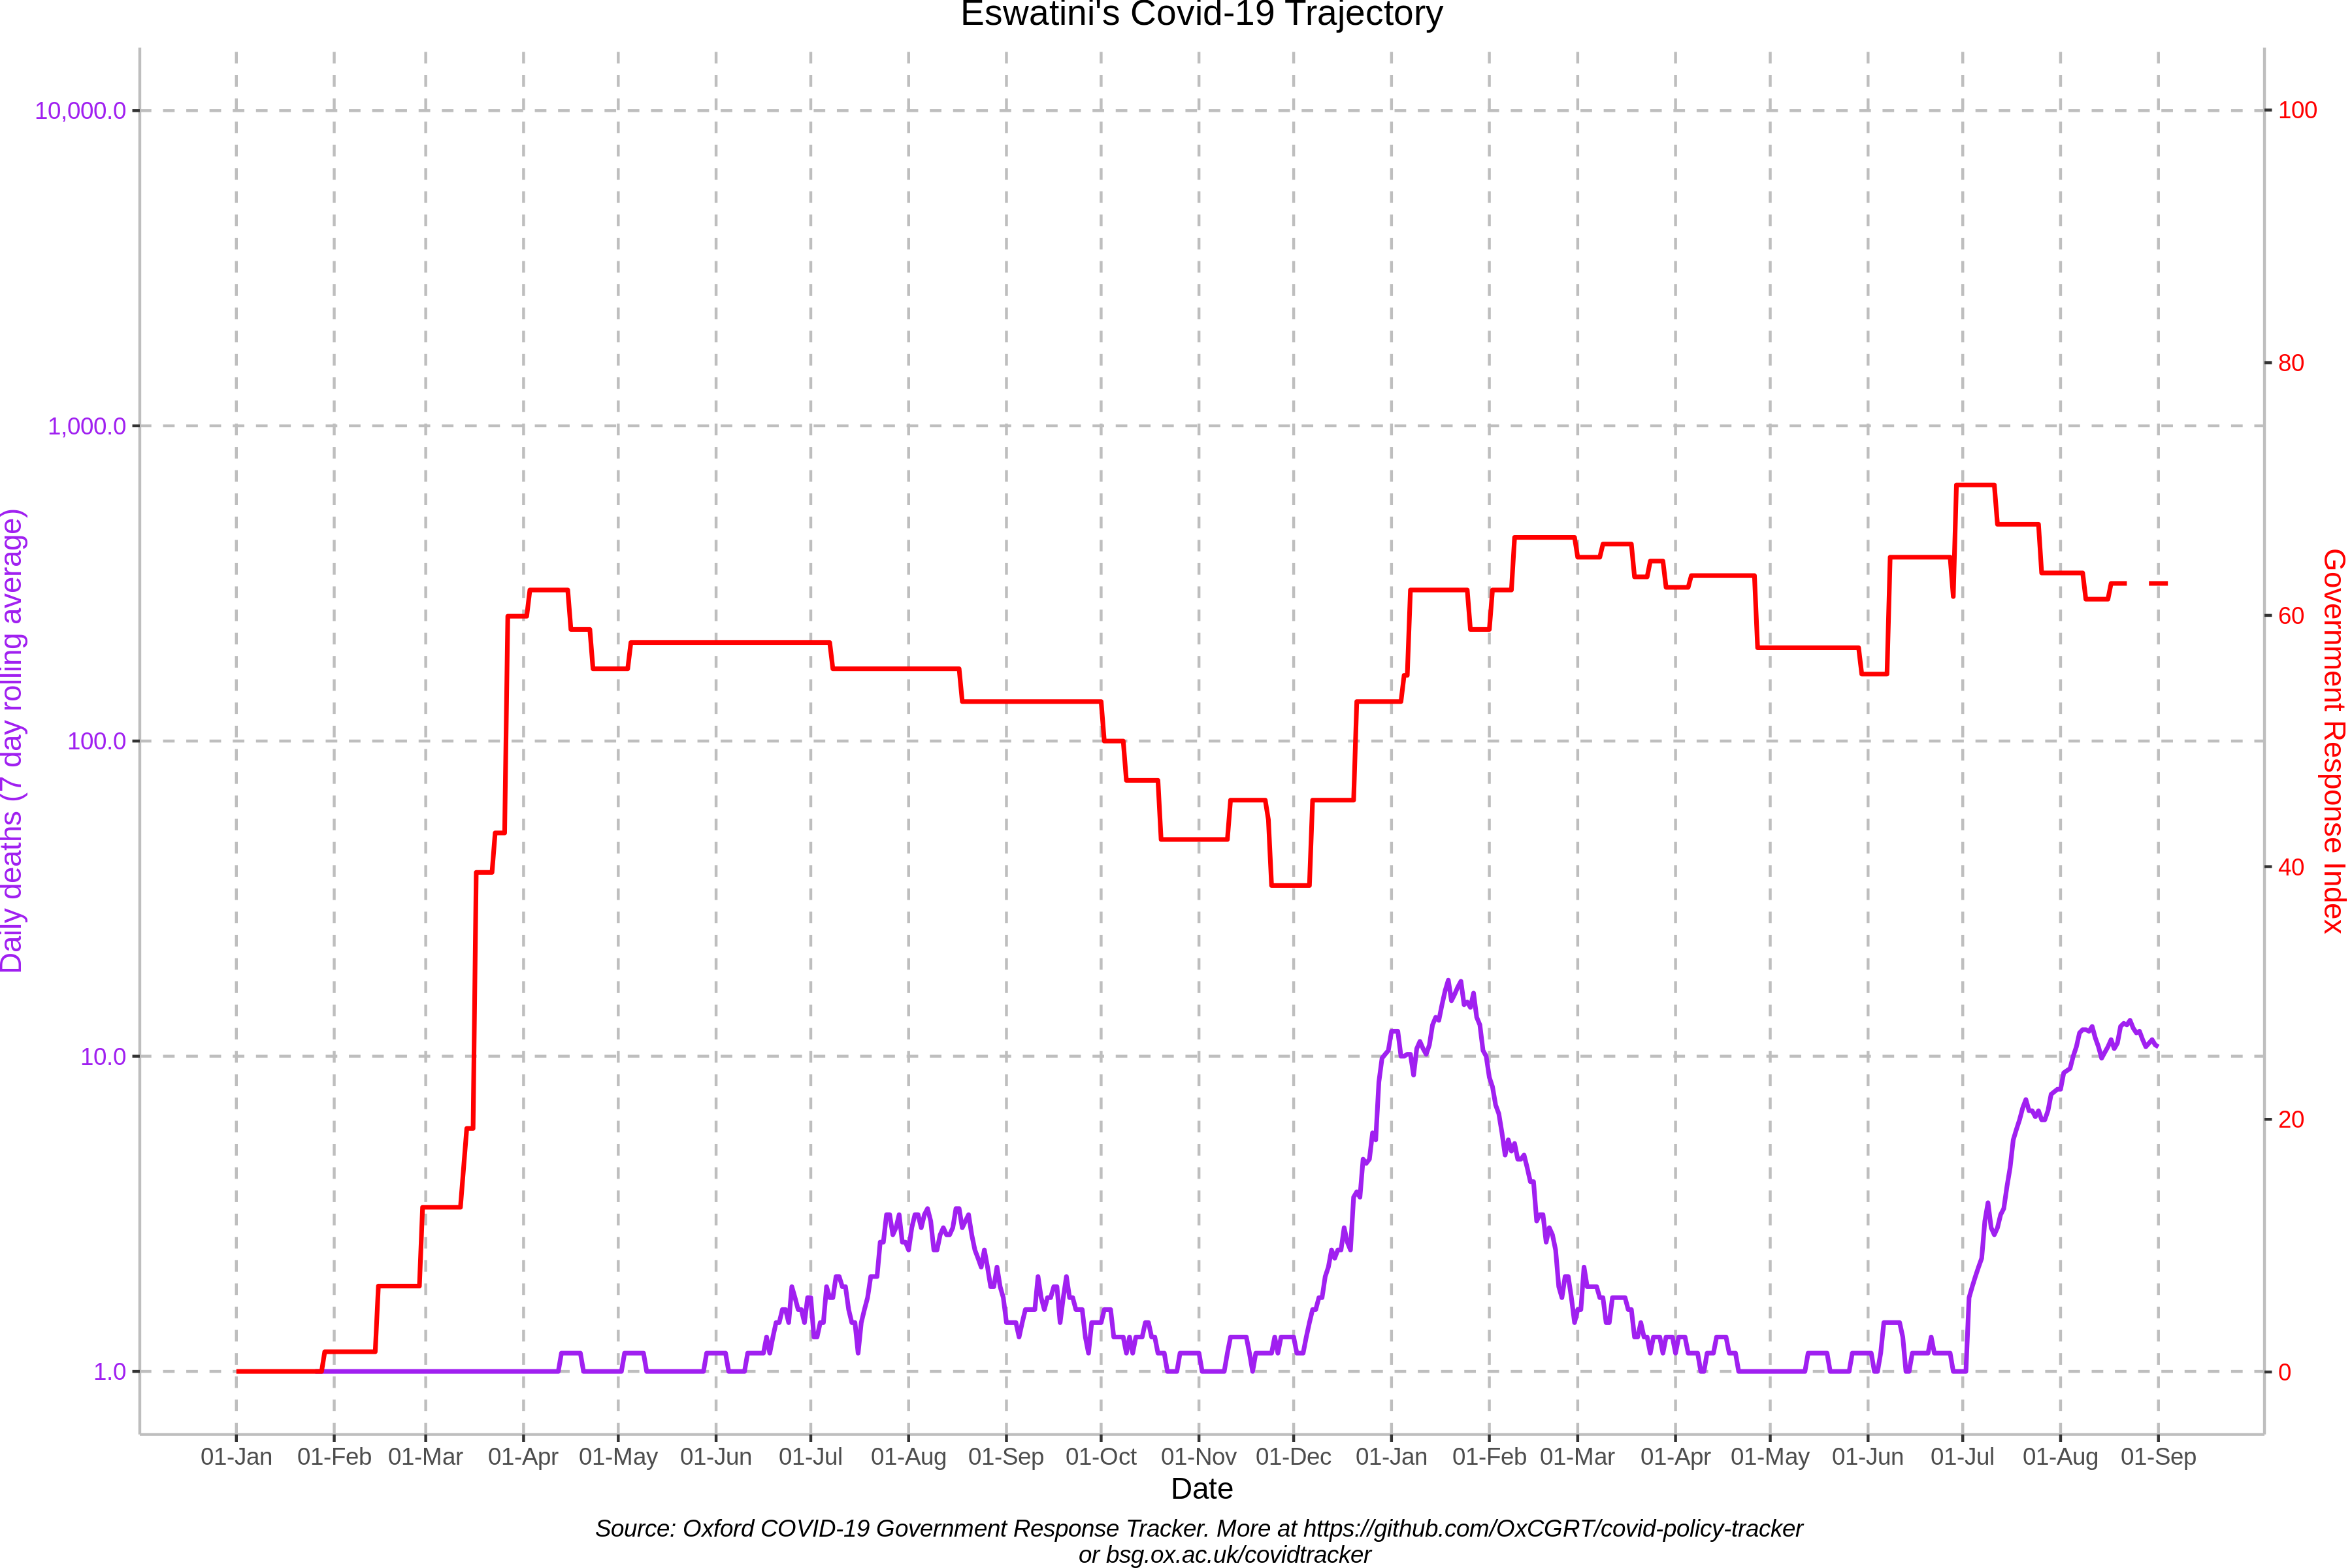 Eswatini's Covid-19 Trajectory
10,000.0
1,000.0
100.0
10.0
1.0
Daily deaths (7 day rolling average)
100
80
60
40
20
0
Government Response Index
01-Jan 01-Feb 01-Mar 01-Apr 01-May 01-Jun 01-Jul 01-Aug 01-Sep 01-Oct 01-Nov 01-Dec 01-Jan 01-Feb 01-Mar 01-Apr 01-May 01-Jun 01-Jul 01-Aug 01-Sep
Date
Source: Oxford COVID-19 Government Response Tracker. More at https://github.com/OxCGRT/covid-policy-tracker
or bsg.ox.ac.uk/covidtracker